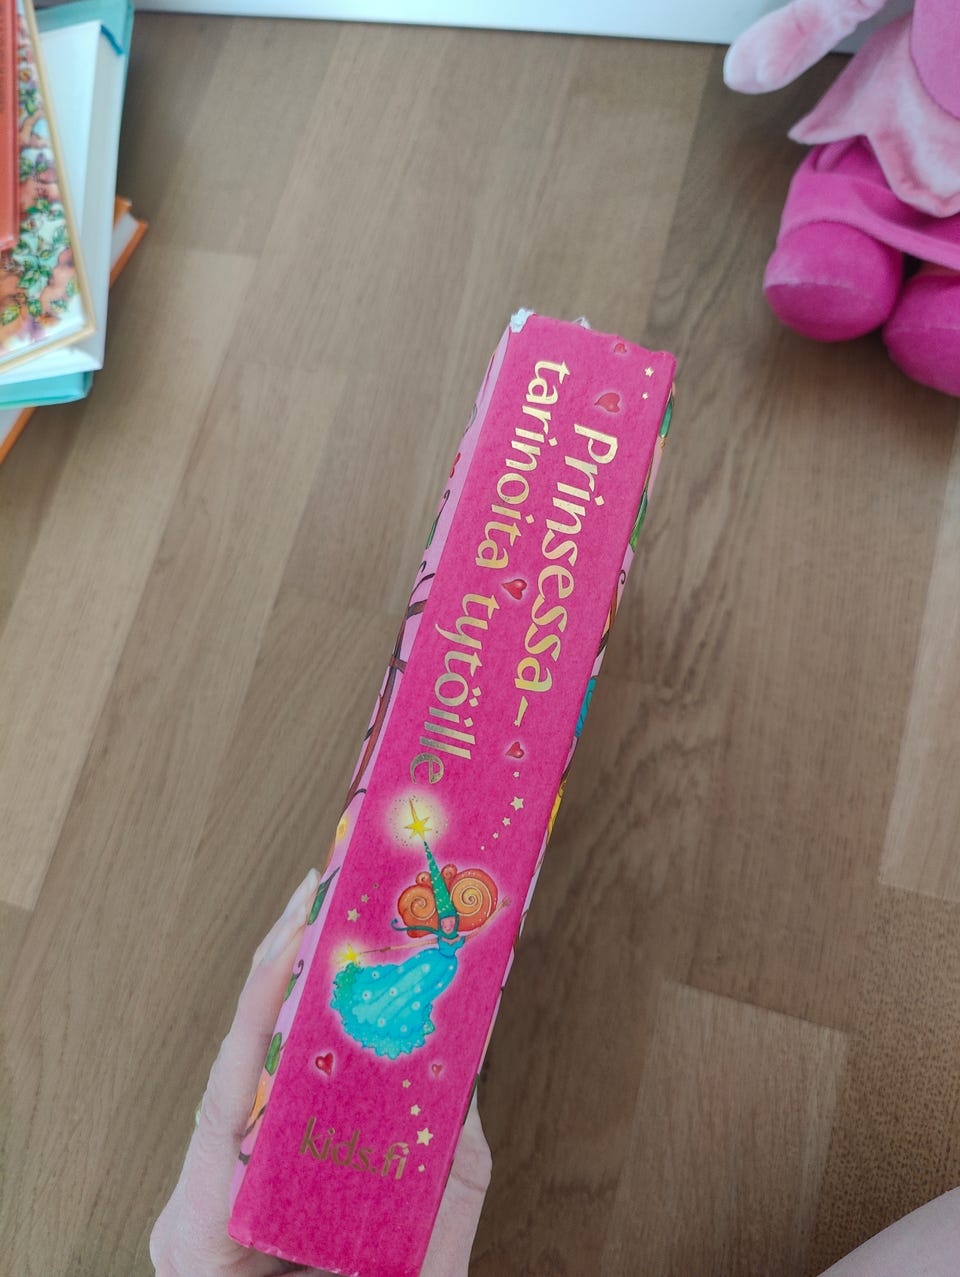 Prinsessa-
tarinoita tytöille
kids.fi